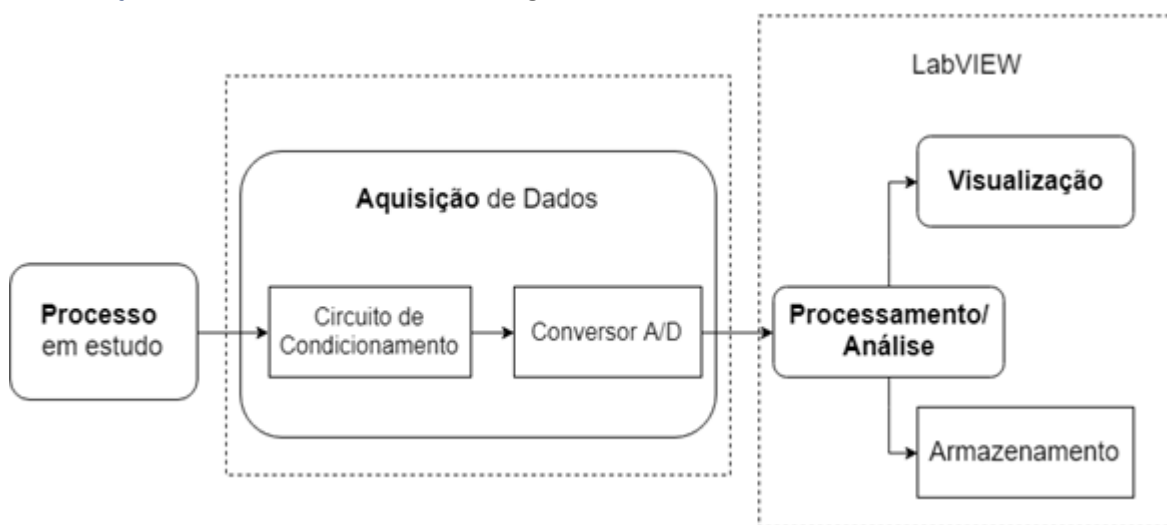 LabVIEW
Aquisição de Dados
Visualização
Processo
em estudo
Circuito de
Condicionamento
Conversor A/D
Processamento/
Análise
Armazenamento